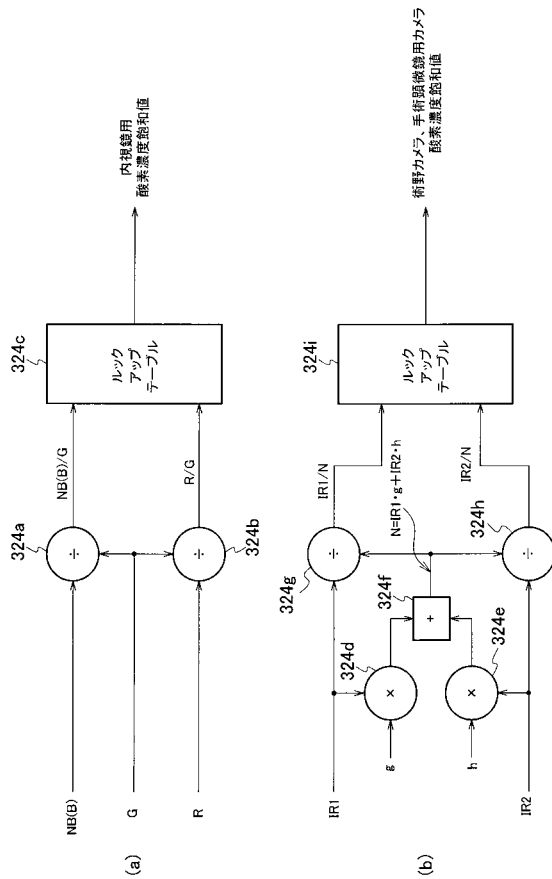 (a)
NB(B)
G
R
324a
÷
÷
324b
NB(B)/G
R/G
324c
ルック
アップ
テーブル
内視鏡用
酸素濃度飽和値
(b)
IR1
g
h
IR2
324d
×
×
324e
324f
+
324g
÷
÷
324h
N=IR1・g+IR2・h
IR1/N
IR2/N
324i
ルック
アップ
テーブル
術野カメラ、手術顕微鏡用カメラ
酸素濃度飽和値